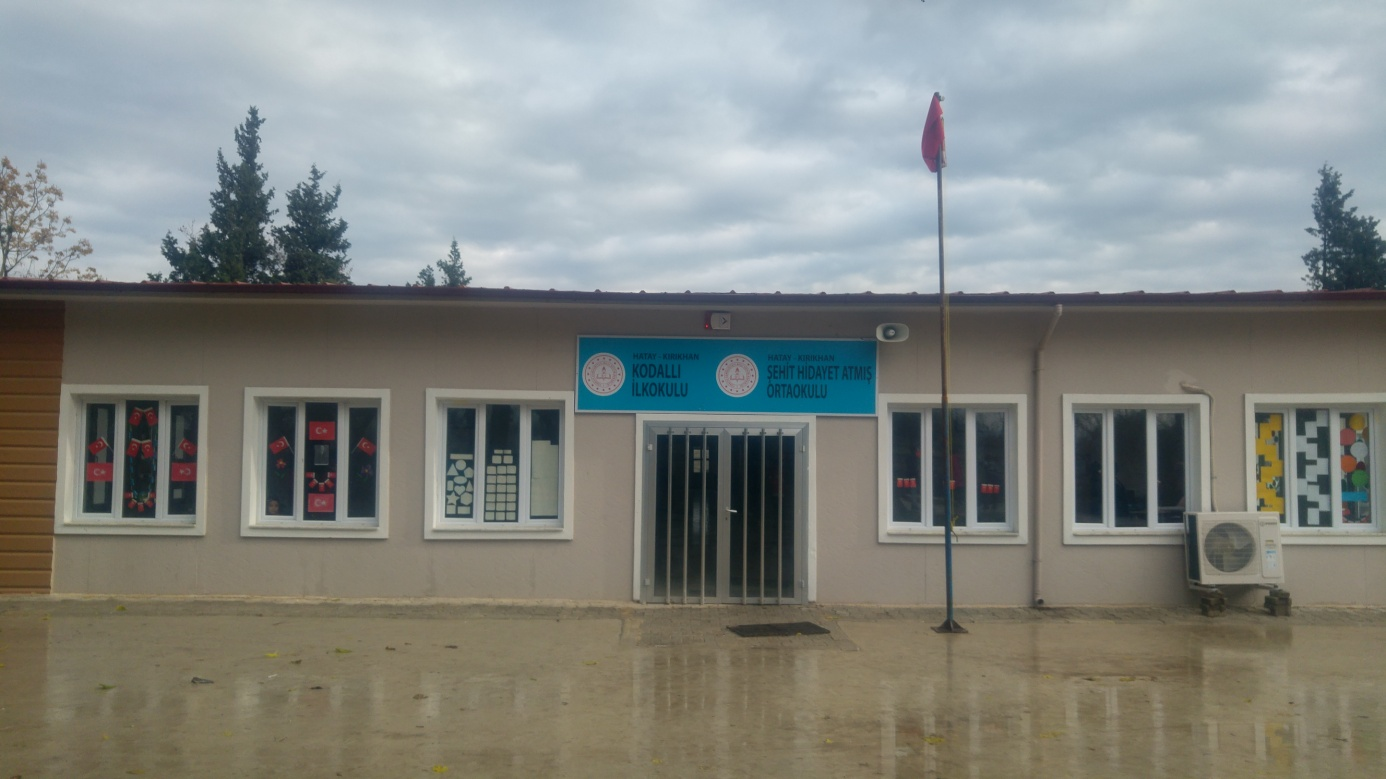 HATAY - KIRIKHAN
KODALLI
İLKOKULU
HATAY - KIRIKHAN
ŞEHİT HİDAYET ATMIŞ
ORTAOKULU